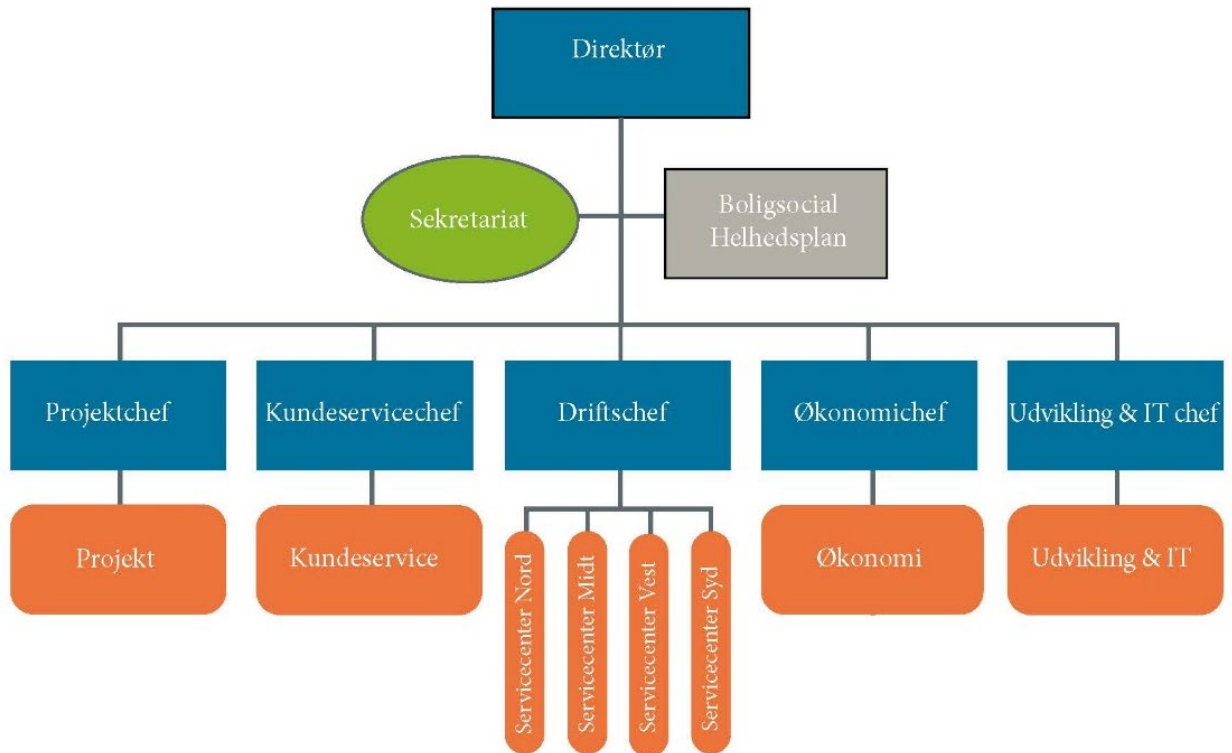 Direktør
Sekretariat
Boligsocial
Helhedsplan
Projektchef
Kundeservicechef
Driftschef
Økonomichef
Udvikling & IT chef
Projekt
Kundeservice
Servicecenter Nord
Servicecenter Midt
Servicecenter Vest
Servicecenter Syd
Økonomi
Udvikling & IT